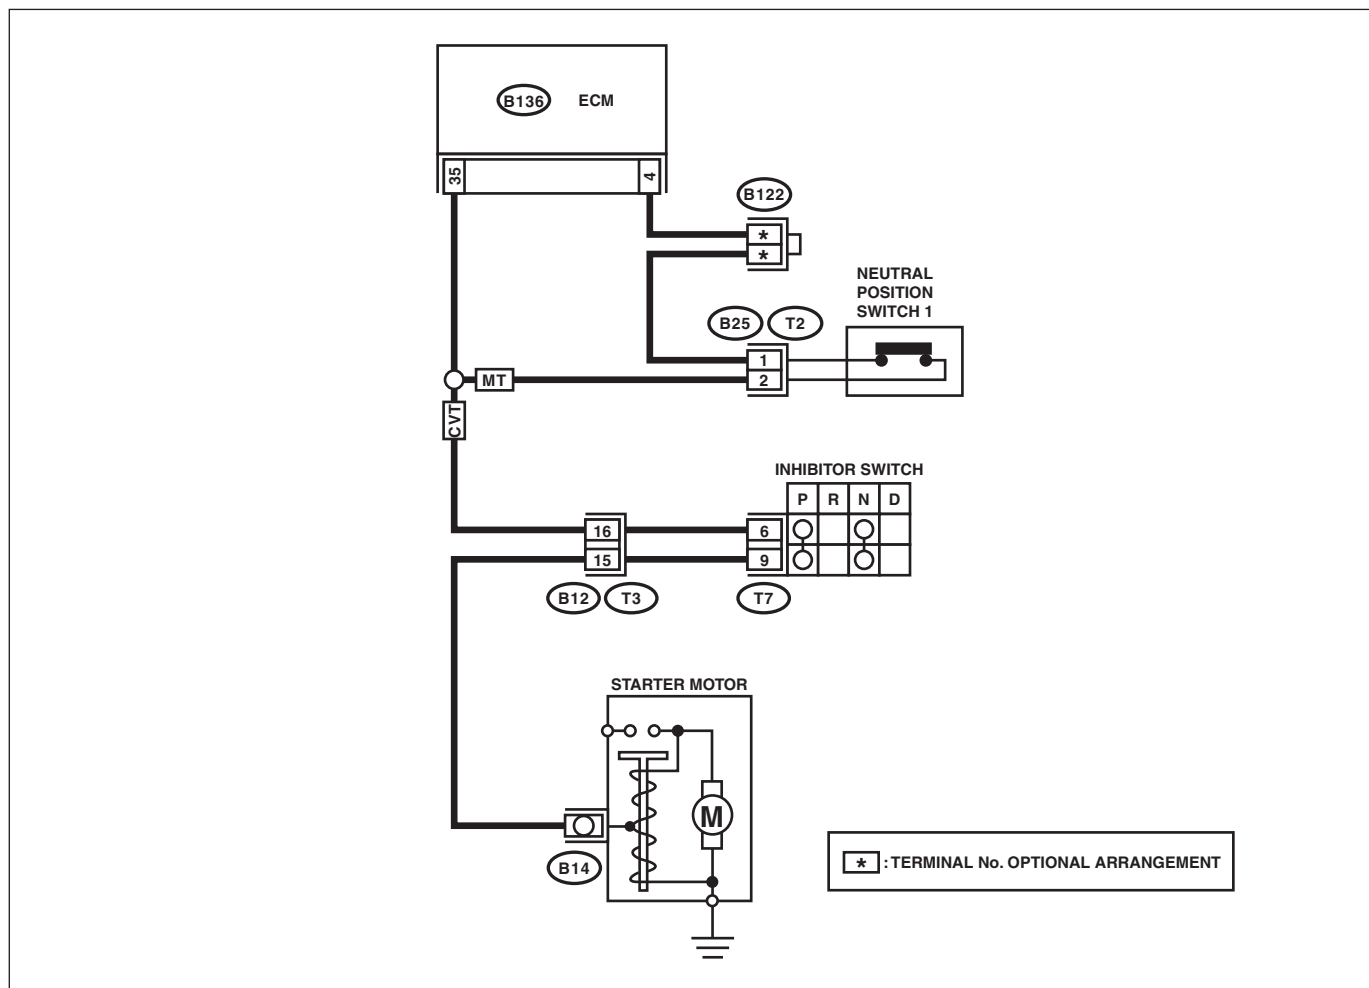 B136 ECM
35 4
B122
*
*
NEUTRAL
POSITION
SWITCH 1
B25 T2
1
2
MT
CVT
INHIBITOR SWITCH
P R N D
16 6
15 9
B12 T3 T7
STARTER MOTOR
M
B14
* : TERMINAL No. OPTIONAL ARRANGEMENT